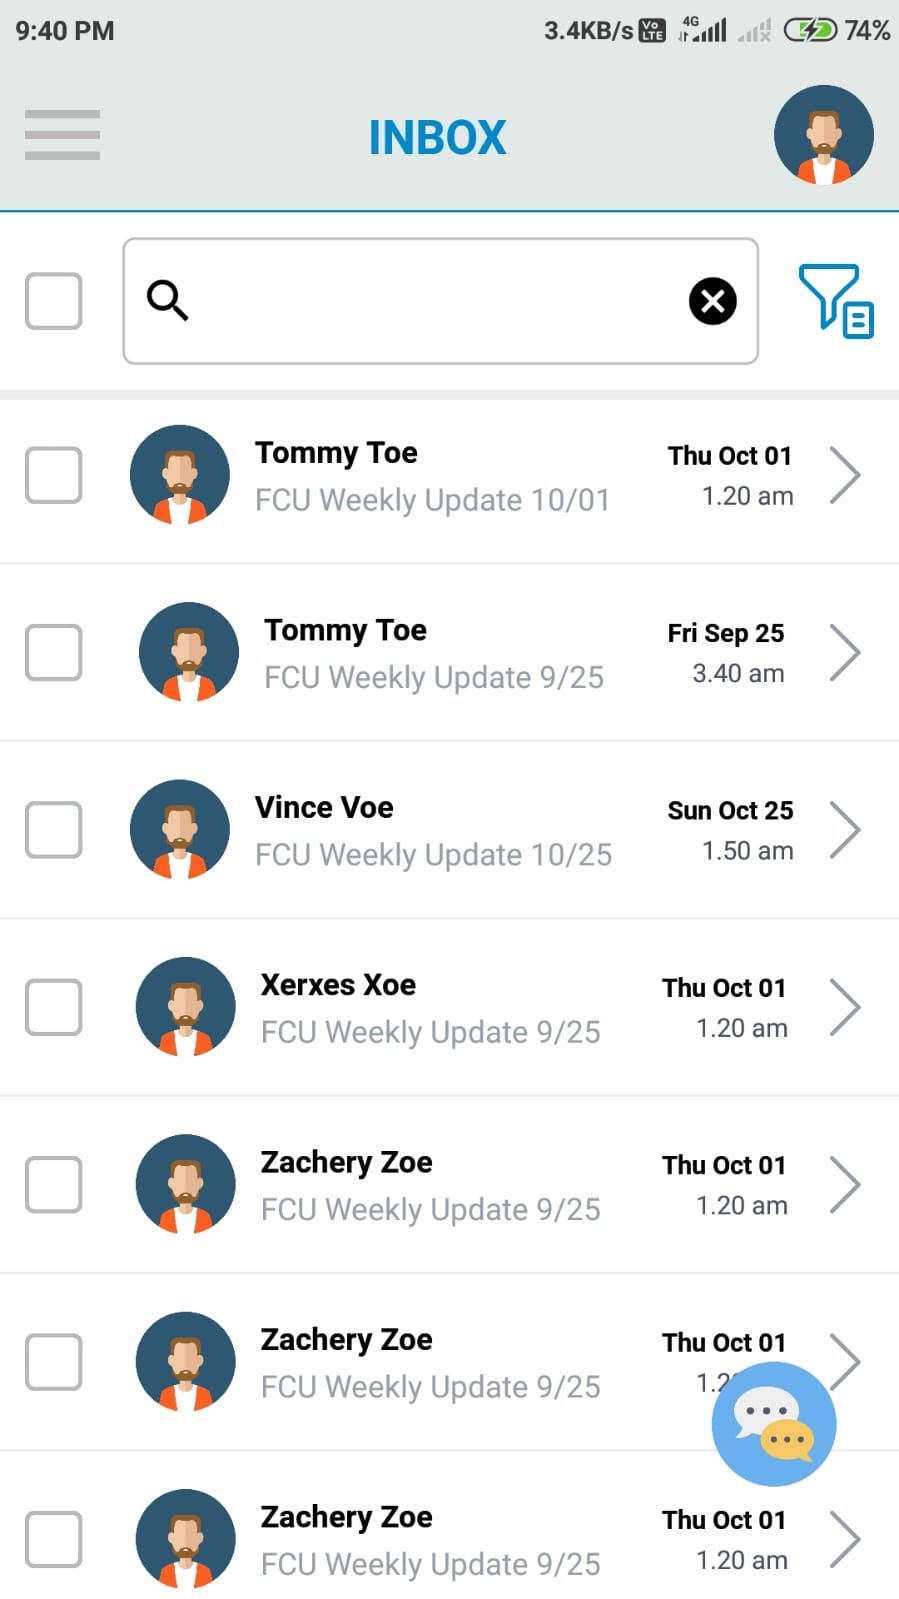 9:40 PM 3.4KB/s Vo LTE 4G 74%
INBOX
Tommy Toe Thu Oct 01
FCU Weekly Update 10/01 1.20 am
Tommy Toe Fri Sep 25
FCU Weekly Update 9/25 3.40 am
Vince Voe Sun Oct 25
FCU Weekly Update 10/25 1.50 am
Xerxes Xoe Thu Oct 01
FCU Weekly Update 9/25 1.20 am
Zachery Zoe Thu Oct 01
FCU Weekly Update 9/25 1.20 am
Zachery Zoe Thu Oct 01
FCU Weekly Update 9/25
Zachery Zoe Thu Oct 01
FCU Weekly Update 9/25 1.20 am